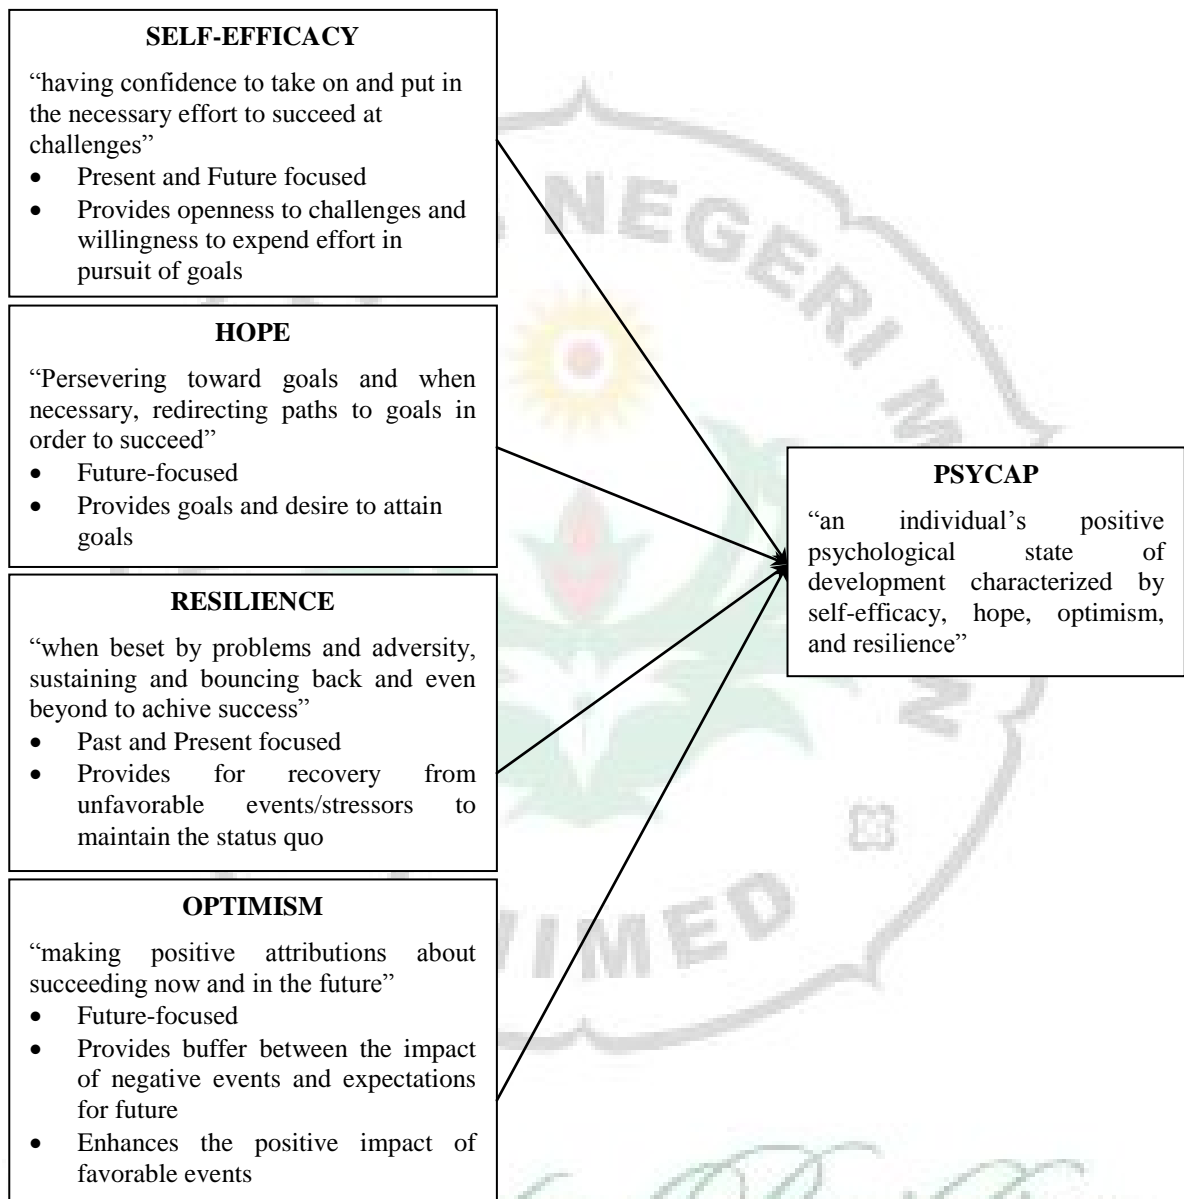 SELF-EFFICACY
“having confidence to take on and put in
the necessary effort to succeed at
challenges”
• Present and Future focused
• Provides openness to challenges and
willingness to expend effort in
pursuit of goals
HOPE
“Persevering toward goals and when
necessary, redirecting paths to goals in
order to succeed”
• Future-focused
• Provides goals and desire to attain
goals
RESILIENCE
“when beset by problems and adversity,
sustaining and bouncing back and even
beyond to achive success”
• Past and Present focused
• Provides for recovery from
unfavorable events/stressors to
maintain the status quo
OPTIMISM
“making positive attributions about
succeeding now and in the future”
• Future-focused
• Provides buffer between the impact
of negative events and expectations
for future
• Enhances the positive impact of
favorable events
PSYCAP
“an individual’s positive
psychological state of
development characterized by
self-efficacy, hope, optimism,
and resilience”
NEGERI